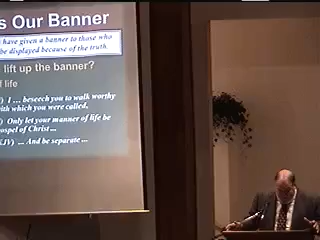 s Our Banner
have given a banner to those who
be displayed because of the truth.
lift up the banner?
of life
) I ... beseech you to walk worthy
with which you were called,
) Only let your manner of life be
ospel of Christ ...
KJV) ... And be separate ...